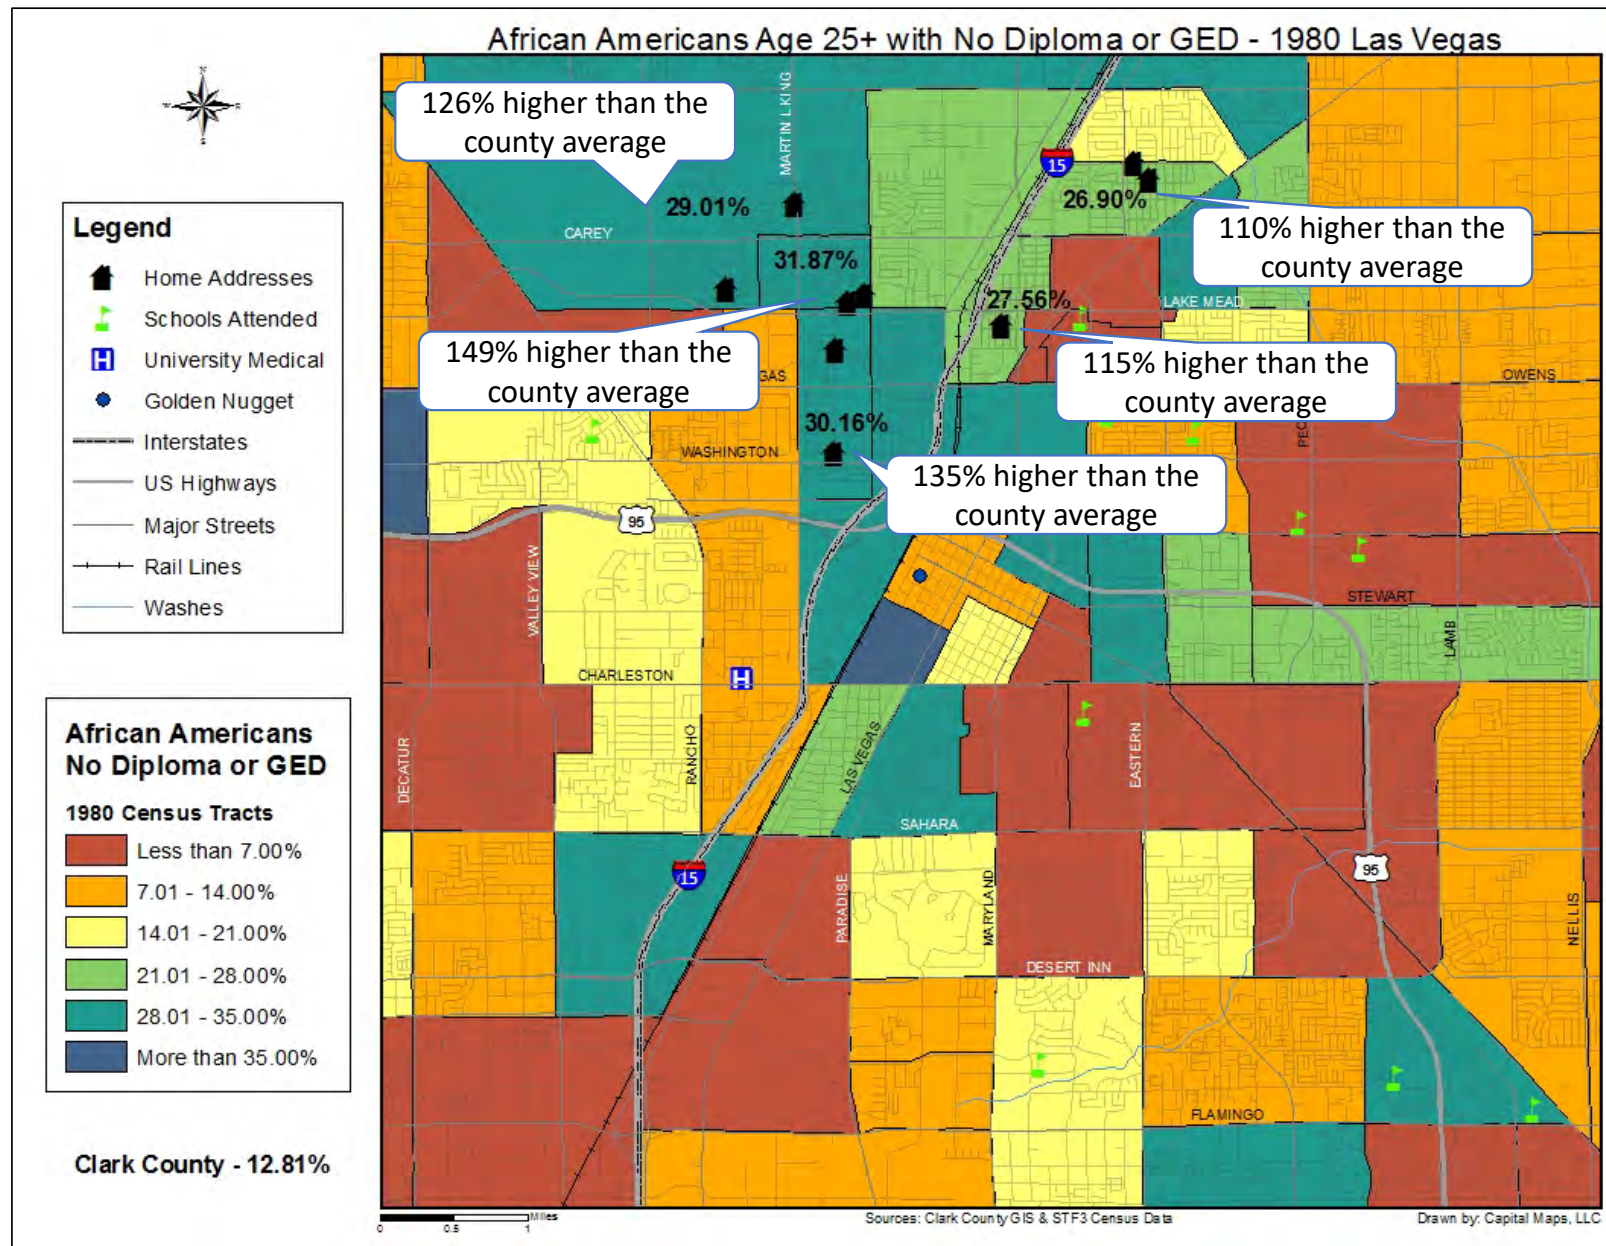 African Americans Age 25+ with No Diploma or GED - 1980 Las Vegas
N
W
E
S
126% higher than the
county average
MARTIN L KING
15
29.01%
26.90%
CAREY
110% higher than the
county average
31.87%
27.56%
LAKE MEAD
149% higher than the
county average
115% higher than the
county average
GAS
OWENS
30.16%
WASHINGTON
PEC
135% higher than the
county average
95
STEWART
VALLEY VIEW
LAMB
CHARLESTON
H
DECATUR
RANCHO
LAS VEGAS
EASTERN
SAHARA
15
95
PARADISE
MARYLAND
NELLIS
DESERT INN
FLAMINGO
Legend
Home Addresses
Schools Attended
H University Medical
Golden Nugget
Interstates
US Highways
Major Streets
Rail Lines
Washes
African Americans
No Diploma or GED
1980 Census Tracts
Less than 7.00%
7.01 - 14.00%
14.01 - 21.00%
21.01 - 28.00%
28.01 - 35.00%
More than 35.00%
Clark County - 12.81%
Miles
0 0.5 1
Sources: Clark County GIS & STF3 Census Data
Drawn by: Capital Maps, LLC